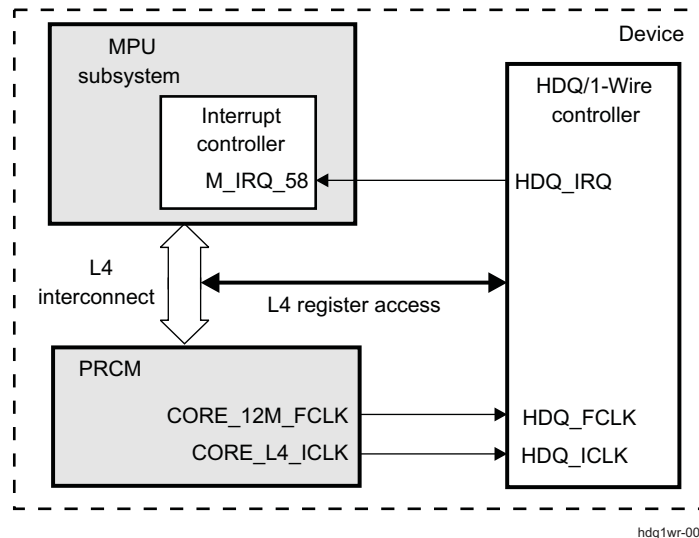 Device
MPU
subsystem
Interrupt
controller
M_IRQ_58
HDQ/1-Wire
controller
HDQ_IRQ
L4
interconnect
L4 register access
PRCM
CORE_12M_FCLK
HDQ_FCLK
CORE_L4_ICLK
HDQ_ICLK
hdq1wr-00